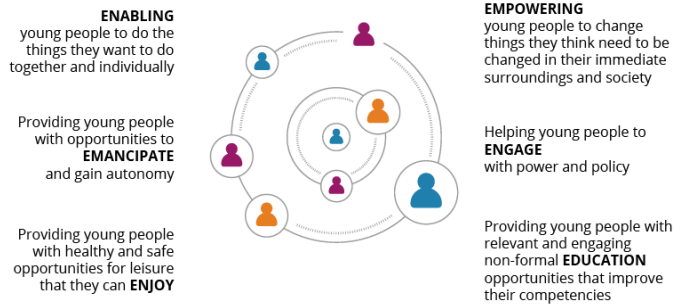 ENABLING
young people to do the
things they want to do
together and individually
Providing young people
with opportunities to
EMANCIPATE
and gain autonomy
Providing young people
with healthy and safe
opportunities for leisure
that they can ENJOY
EMPOWERING
young people to change
things they think need to be
changed in their immediate
surroundings and society
Helping young people to
ENGAGE
with power and policy
Providing young people with
relevant and engaging
non-formal EDUCATION
opportunities that improve
their competencies